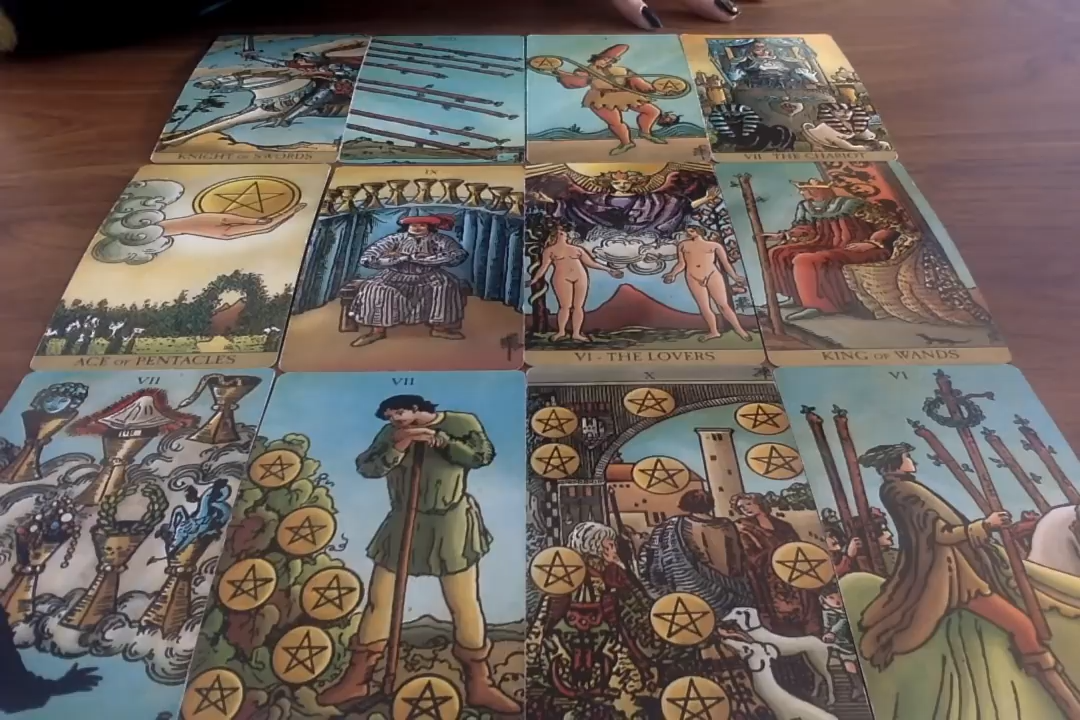 KNIGHT OF SWORDS
VII THE CHARIOT
IX
ACE OF PENTACLES
VI - THE LOVERS
KING OF WANDS
VII
VII
X
VI